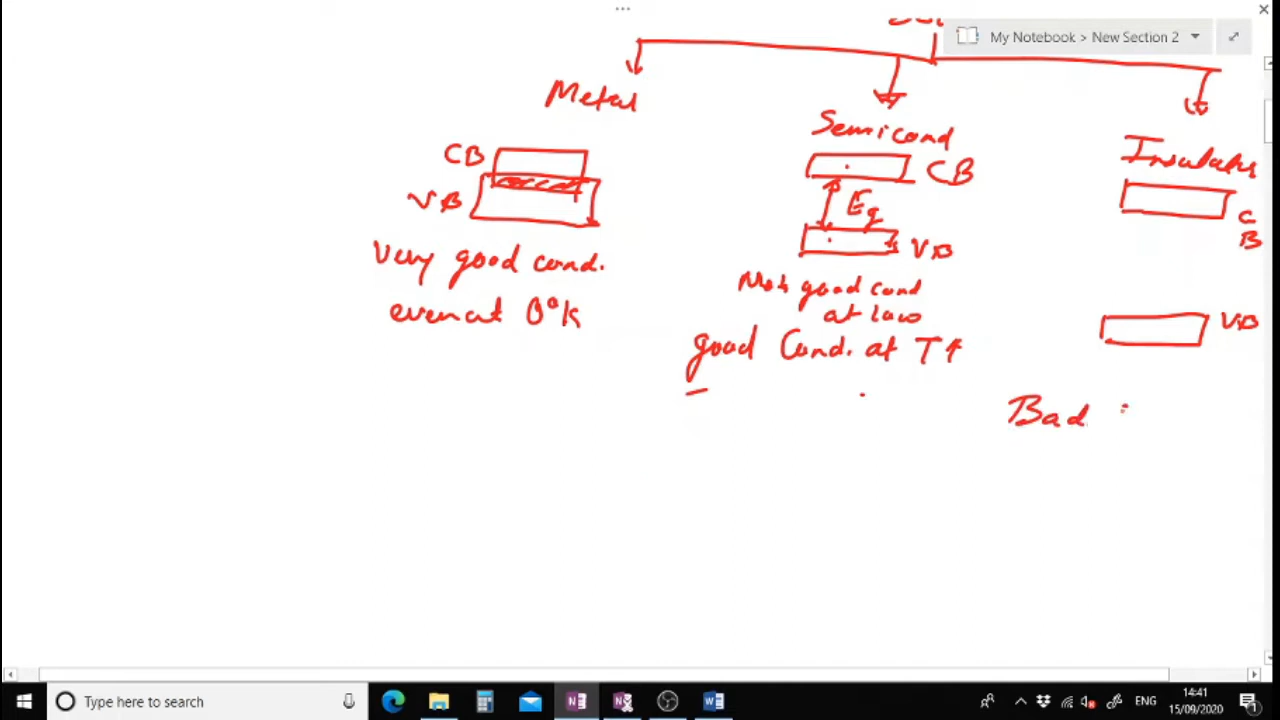 My Notebook > New Section 2
Metal
Semicond
Insulator
CB
VB
CB
Eg
VB
C
B
VB
Very good cond.
even at 0°K
Not good cond
at low
good Cond. at T↑
Bad
Type here to search
ENG
14:41
15/09/2020
1